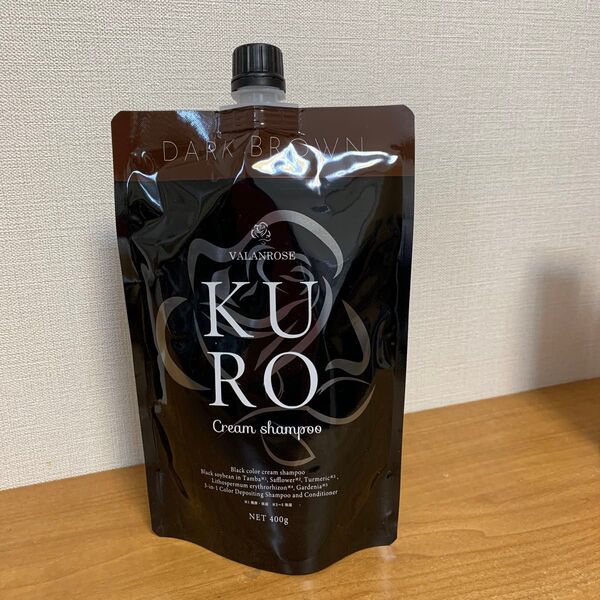 DARK BROWN
VALANROSE
KU
RO
Cream shampoo
Black color cream shampoo
Black soybean in Tamba※1, Safflower※2, Turmeric※3,
Lithospermum erythrorhizon※4, Gardenia※5
3-in-1 Color Depositing Shampoo and Conditioner
NET 400g